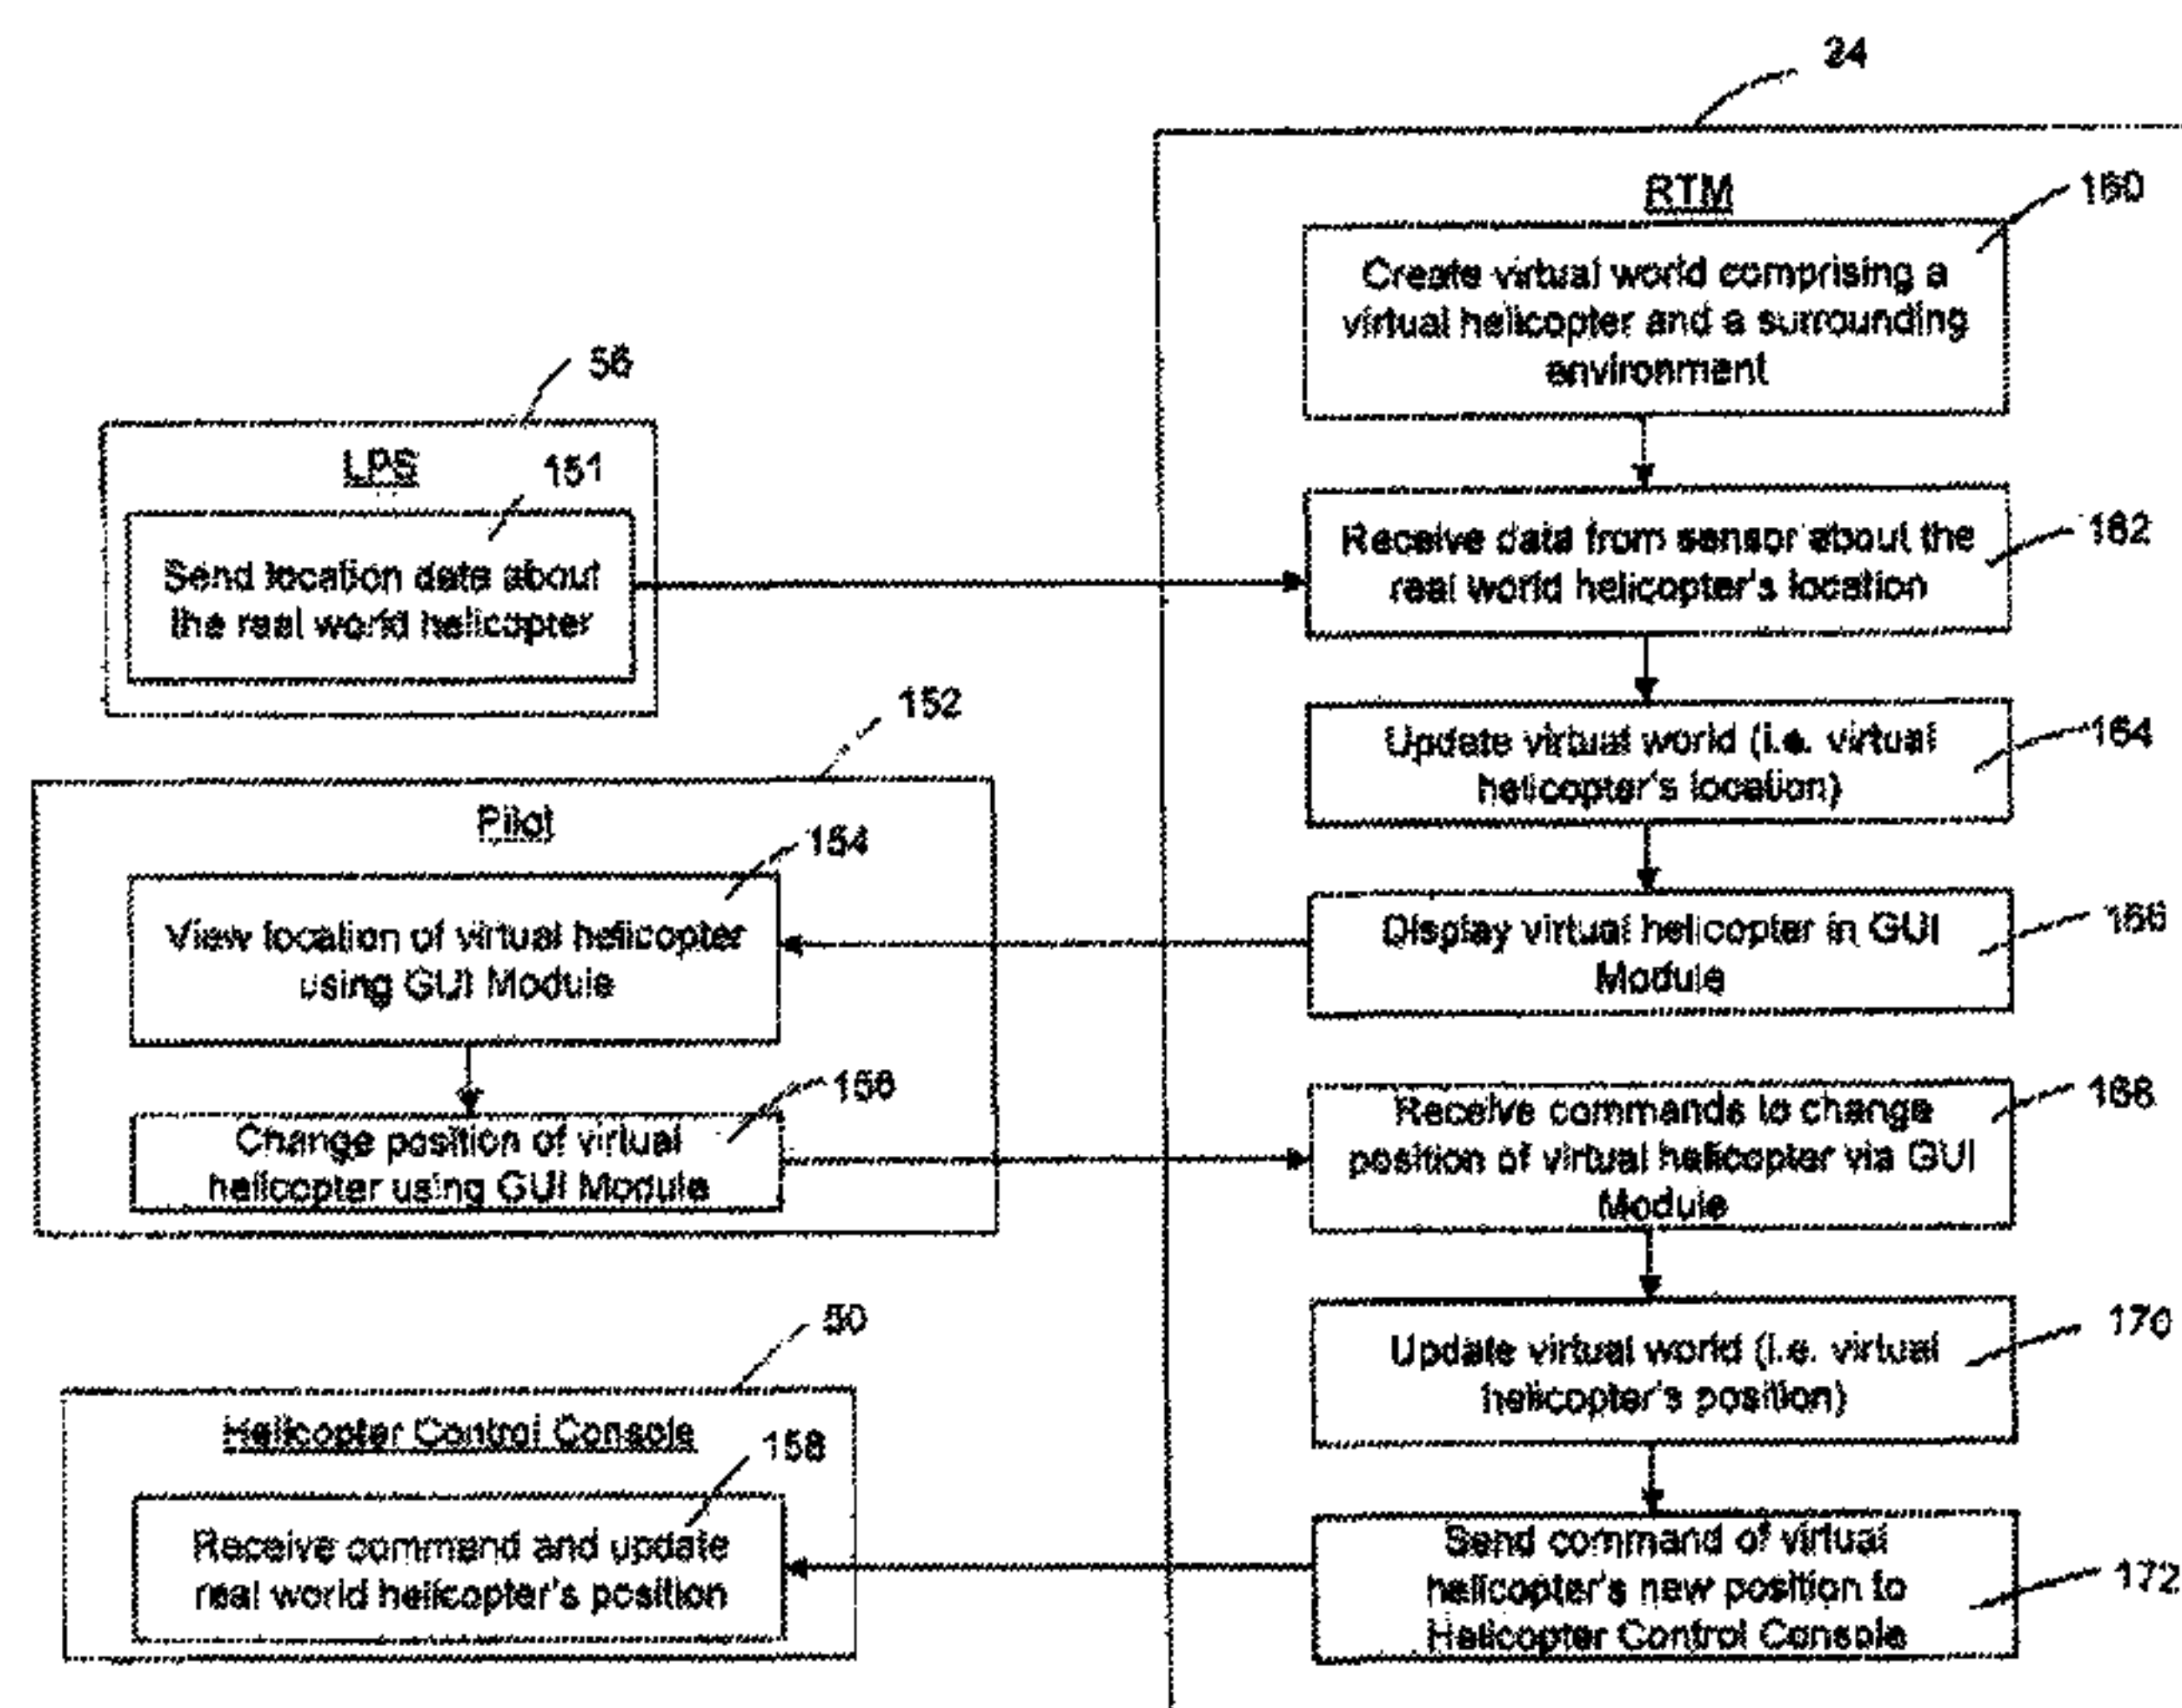 24
RTM
160
Create virtual world comprising a
virtual helicopter and a surrounding
environment
56
LPS
151
Send location data about
the real world helicopter
Receive data from sensor about the
real world helicopter's location
162
152
Update virtual world (i.e. virtual
helicopter's location)
164
Pilot
154
View location of virtual helicopter
using GUI Module
Display virtual helicopter in GUI
Module
166
156
Change position of virtual
helicopter using GUI Module
Receive commands to change
position of virtual helicopter via GUI
Module
168
50
Update virtual world (i.e. virtual
helicopter's position)
170
Helicopter Control Console
158
Receive command and update
real world helicopter's position
Send command of virtual
helicopter's new position to
Helicopter Control Console
172